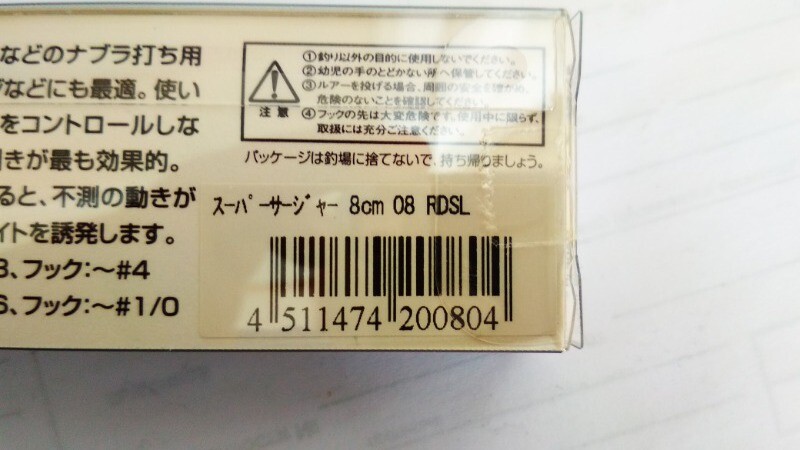 などのナブラ打ち用
などにも最適。使い
をコントロールしな
引きが最も効果的。
ると、不測の動きが
イトを誘発します。
3、フック:〜#4
6、フック:〜#1/0
注意
①釣り以外の目的に使用しないでください。
②幼児の手のとどかない所へ保管してください。
③ルアーを投げる場合、周囲の安全を確かめ、
危険のないことを確認してください。
④フックの先は大変危険です。使用中に限らず、
取扱には充分ご注意ください。
パッケージは釣場に捨てないで、持ち帰りましょう。
スーパーサージャー 8cm 08 RDSL
4 511474 200804